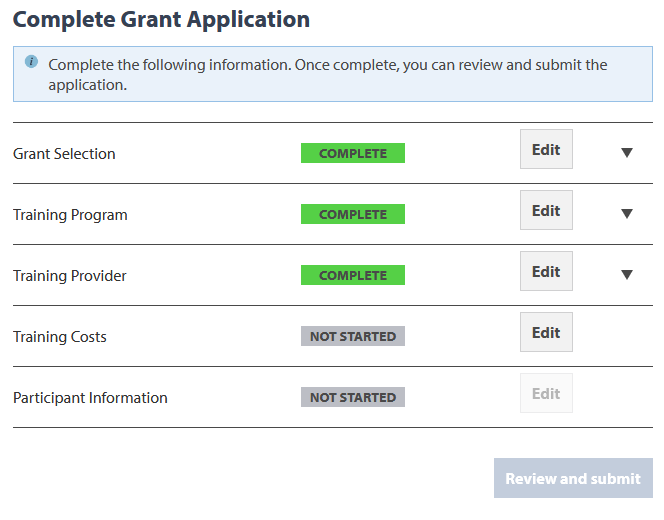 Complete Grant Application
Complete the following information. Once complete, you can review and submit the
application.
Grant Selection COMPLETE Edit
Training Program COMPLETE Edit
Training Provider COMPLETE Edit
Training Costs NOT STARTED Edit
Participant Information NOT STARTED Edit
Review and submit